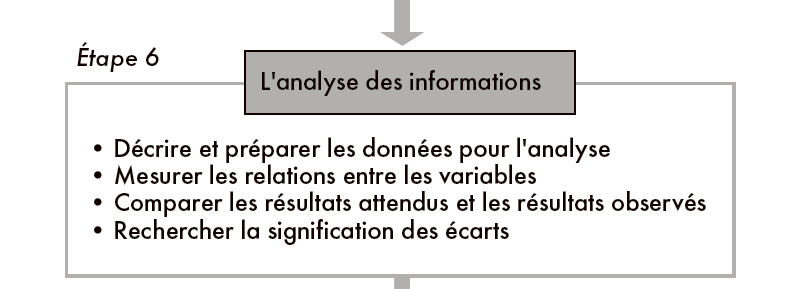 Étape 6
L'analyse des informations
• Décrire et préparer les données pour l'analyse
• Mesurer les relations entre les variables
• Comparer les résultats attendus et les résultats observés
• Rechercher la signification des écarts